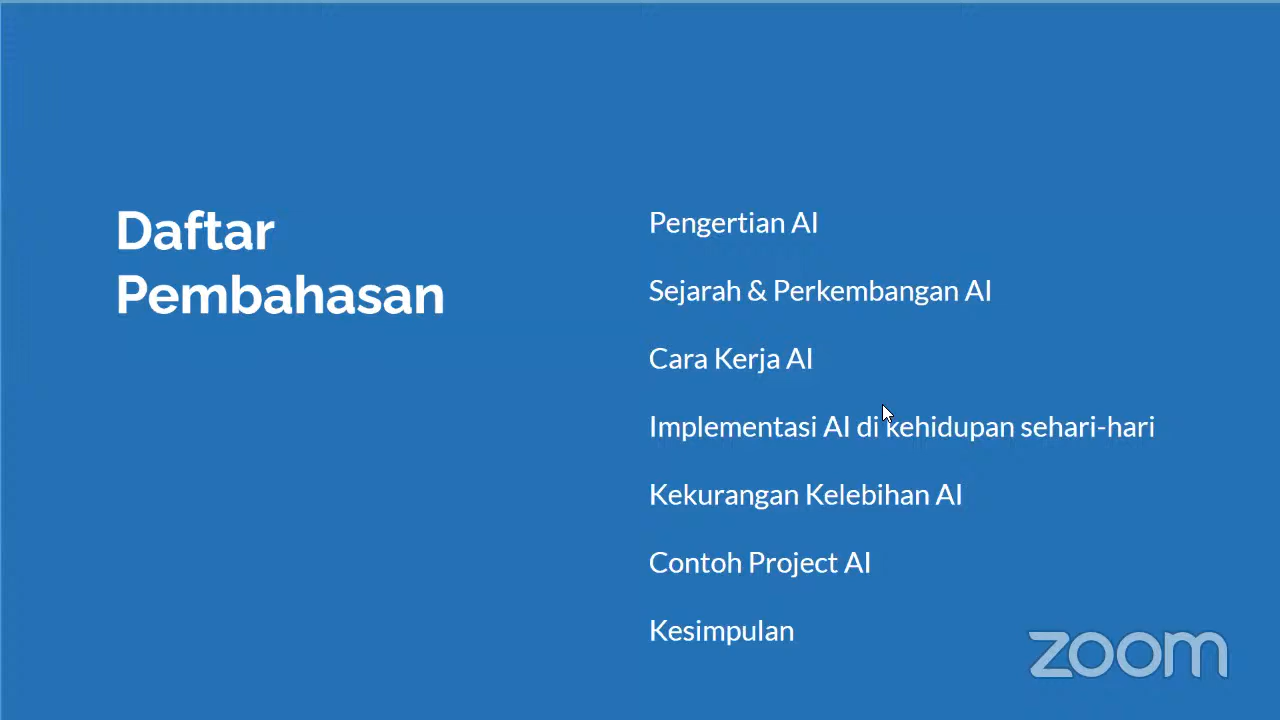 Daftar
Pembahasan
Pengertian AI
Sejarah & Perkembangan AI
Cara Kerja AI
Implementasi AI di kehidupan sehari-hari
Kekurangan Kelebihan AI
Contoh Project AI
Kesimpulan
zoom